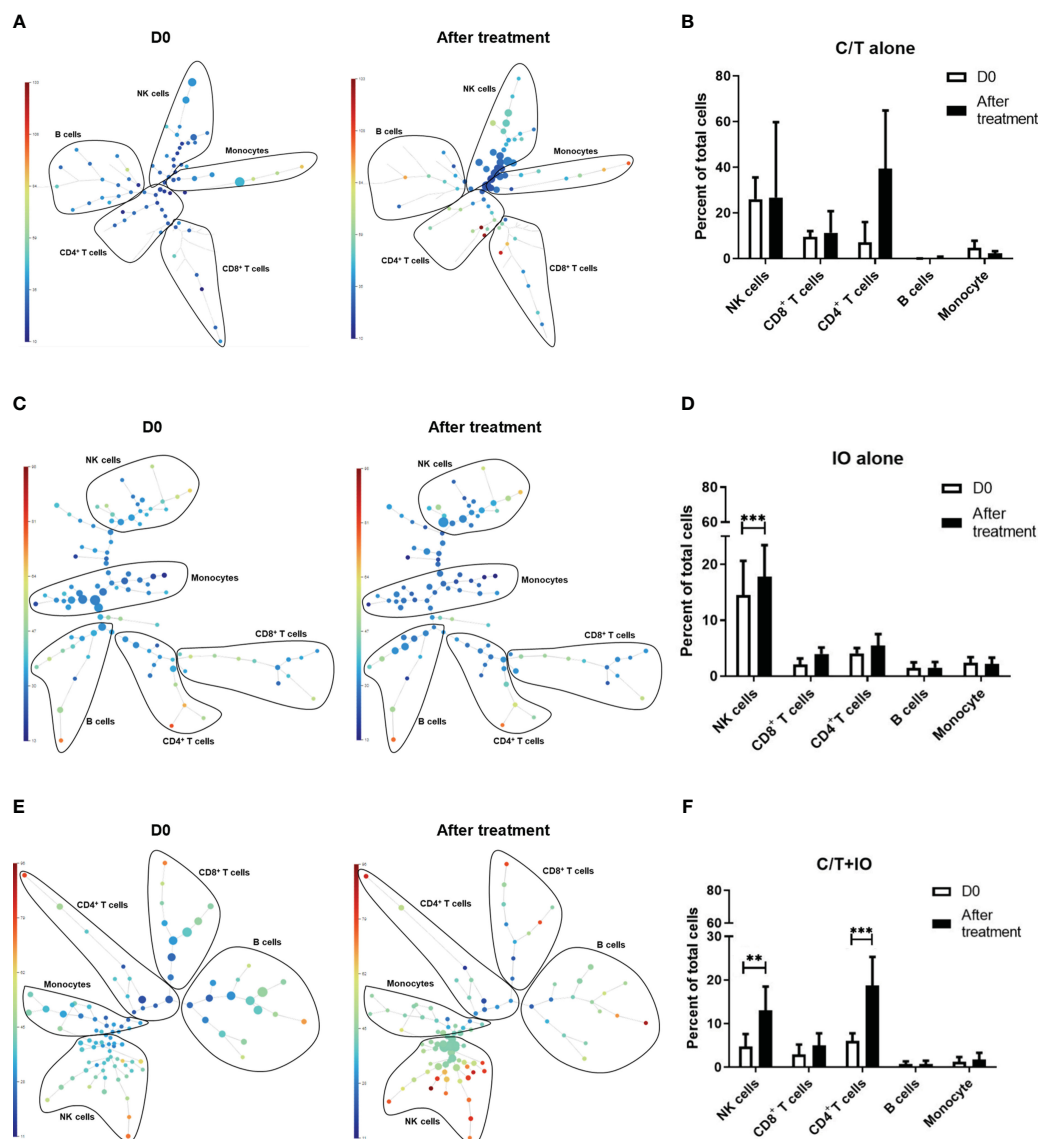 A
D0
After treatment
NK cells
B cells
Monocytes
CD4⁺ T cells
CD8⁺ T cells
NK cells
B cells
Monocytes
CD4⁺ T cells
CD8⁺ T cells
B
C/T alone
D0
After
treatment
Percent of total cells
80
60
40
20
0
NK cells
CD8⁺ T cells
CD4⁺ T cells
B cells
Monocyte
C
D0
After treatment
NK cells
Monocytes
CD8⁺ T cells
B cells
CD4⁺ T cells
NK cells
Monocytes
CD8⁺ T cells
B cells
CD4⁺ T cells
D
IO alone
D0
After
treatment
Percent of total cells
80
60
20
10
0
***
NK cells
CD8⁺ T cells
CD4⁺T cells
B cells
Monocyte
E
D0
After treatment
CD8⁺ T cells
CD4⁺ T cells
B cells
Monocytes
NK cells
CD8⁺ T cells
CD4⁺ T cells
B cells
Monocytes
NK cells
F
C/T+IO
D0
After
treatment
Percent of total cells
80
60
30
20
10
0
**
***
NK cells
CD8⁺ T cells
CD4⁺T cells
B cells
Monocyte